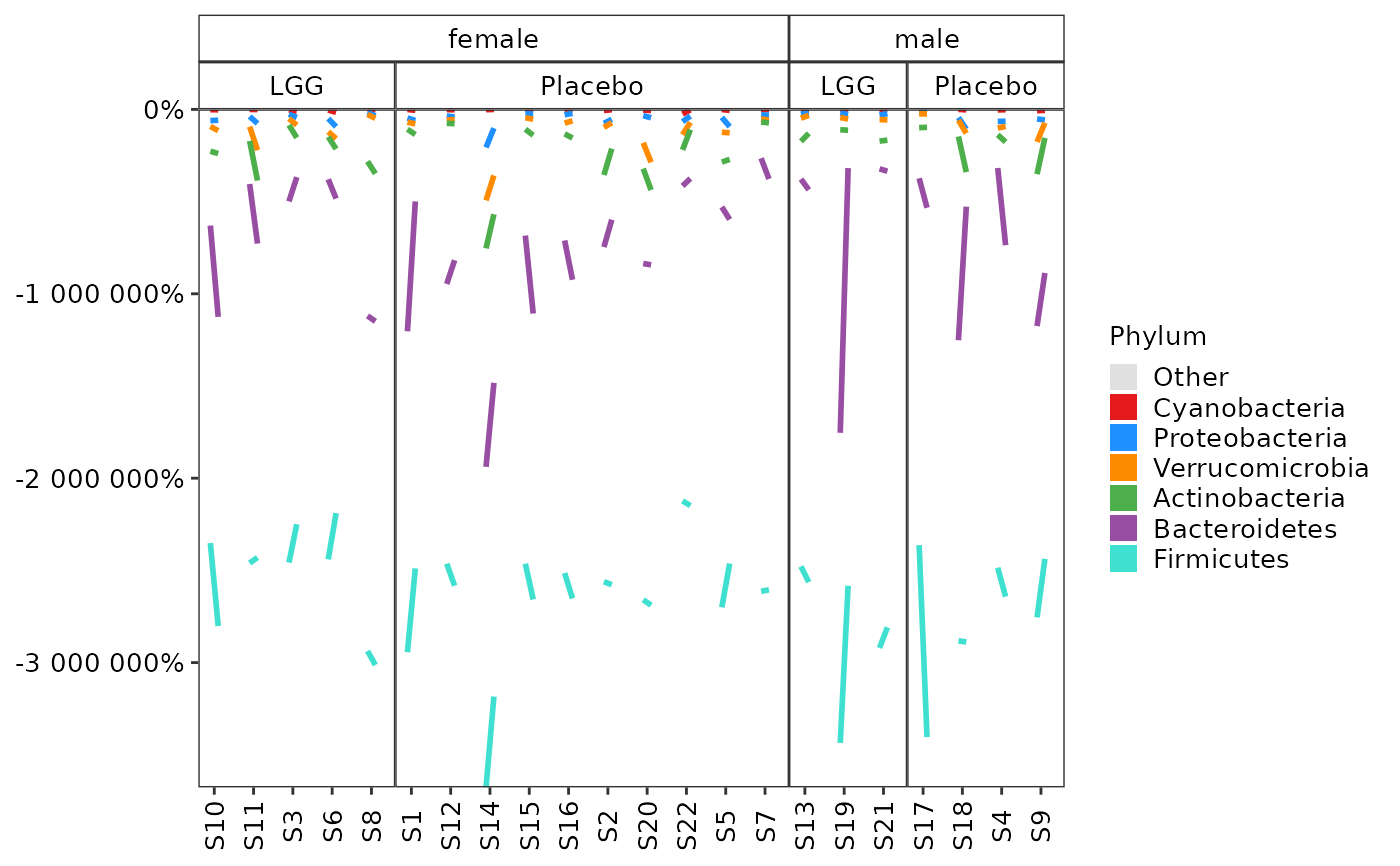 female male
LGG Placebo LGG Placebo
0%
-1 000 000%
-2 000 000%
-3 000 000%
S10 S11 S3 S6 S8 S1 S12 S14 S15 S16 S2 S20 S22 S5 S7 S13 S19 S21 S17 S18 S4 S9
Phylum
Other
Cyanobacteria
Proteobacteria
Verrucomicrobia
Actinobacteria
Bacteroidetes
Firmicutes